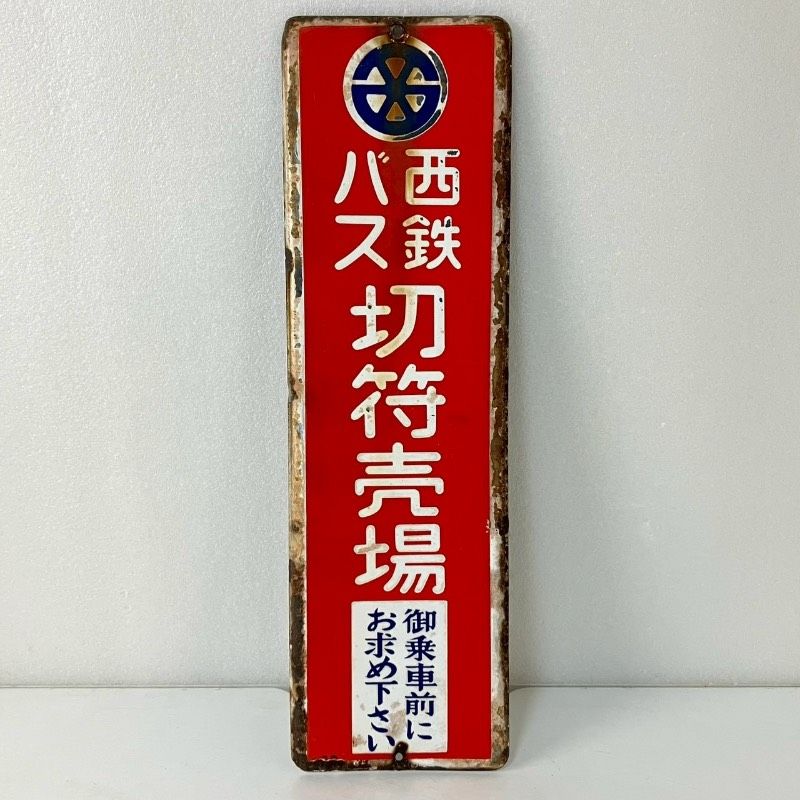 西鉄
バス
切符売場
御乗車前に
お求め下さい